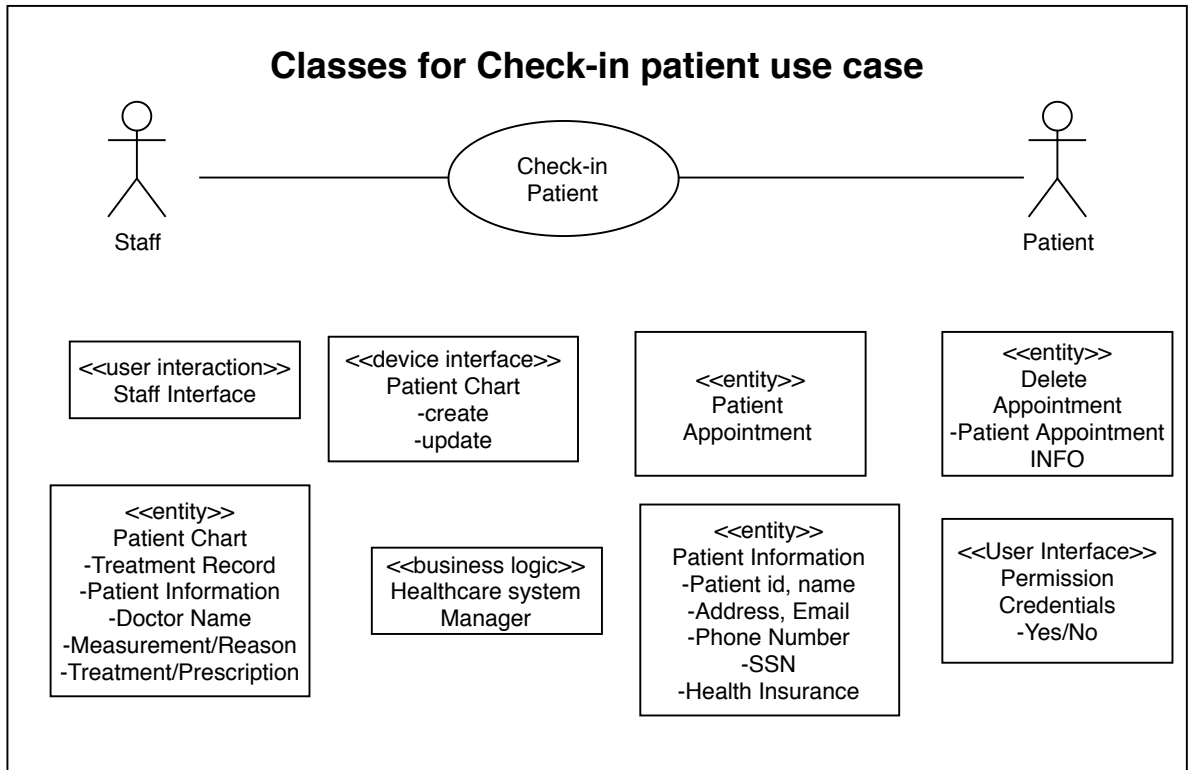 Classes for Check-in patient use case
Check-in
Patient
Staff
Patient
<<user interaction>>
Staff Interface
<<device interface>>
Patient Chart
-create
-update
<<entity>>
Patient
Appointment
<<entity>>
Delete
Appointment
-Patient Appointment
INFO
<<entity>>
Patient Chart
-Treatment Record
-Patient Information
-Doctor Name
-Measurement/Reason
-Treatment/Prescription
<<business logic>>
Healthcare system
Manager
<<entity>>
Patient Information
-Patient id, name
-Address, Email
-Phone Number
-SSN
-Health Insurance
<<User Interface>>
Permission
Credentials
-Yes/No